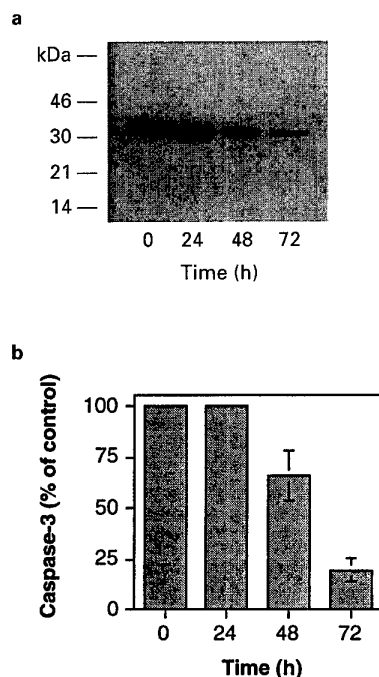 a
kDa —
46 —
30 —
21 —
14 —
0 24 48 72
Time (h)
b
Caspase-3 (% of control)
100
75
50
25
0
0 24 48 72
Time (h)